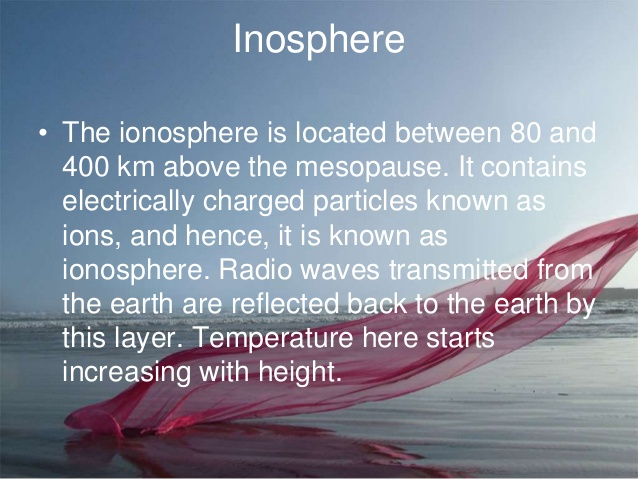 Inosphere
• The ionosphere is located between 80 and
400 km above the mesopause. It contains
electrically charged particles known as
ions, and hence, it is known as
ionosphere. Radio waves transmitted from
the earth are reflected back to the earth by
this layer. Temperature here starts
increasing with height.